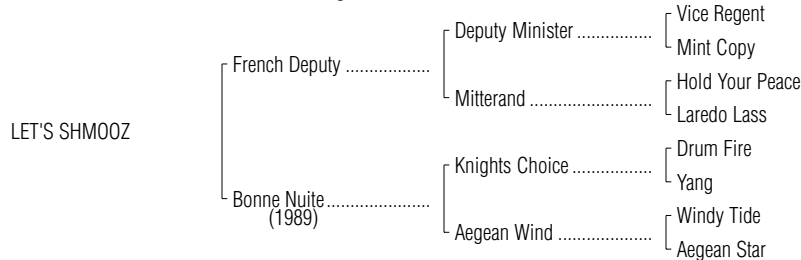 Vice Regent
Deputy Minister ................
Mint Copy
French Deputy ..................
Hold Your Peace
Mitterand ..........................
Laredo Lass
LET'S SHMOOZ
Drum Fire
Knights Choice .................
Yang
Bonne Nuite ......................
(1989)
Windy Tide
Aegean Wind ....................
Aegean Star